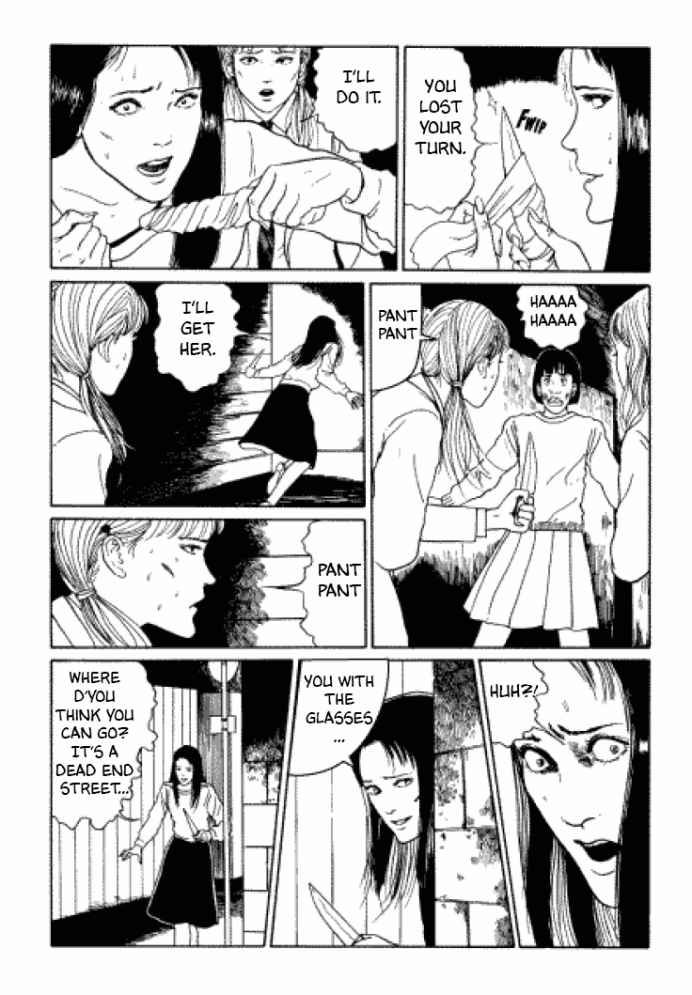 I'LL
DO IT.
YOU
LOST
YOUR
TURN.
FWIP
I'LL
GET
HER.
PANT
PANT
PANT
PANT
HAAAA
HAAAA
WHERE
D'YOU
THINK YOU
CAN GO?
IT'S A
DEAD END
STREET...
YOU WITH
THE
GLASSES
...
HUH?!